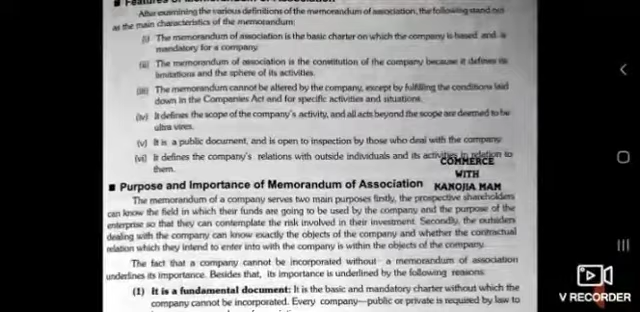 ■ Features of Memorandum of Association
After examining the various definitions of the memorandum of association, the following stand out
as the main characteristics of the memorandum:
(i) The memorandum of association is the basic charter on which the company is based and a
mandatory for a company.
(ii) The memorandum of association is the constitution of the company because it defines its
limitations and the sphere of its activities.
(iii) The memorandum cannot be altered by the company, except by fulfilling the conditions laid
down in the Companies Act and for specific activities and situations.
(iv) It defines the scope of the company's activity, and all acts beyond the scope are deemed to be
ultra vires.
(v) It is a public document, and is open to inspection by those who deal with the company.
(vi) It defines the company's relations with outside individuals and its activities in relation to
them.
COMMERCE
WITH
KANOJIA MAM
■ Purpose and Importance of Memorandum of Association
The memorandum of a company serves two main purposes firstly, the prospective shareholders
can know the field in which their funds are going to be used by the company and the purpose of the
enterprise so that they can contemplate the risk involved in their investment. Secondly, the outsiders
dealing with the company can know exactly the objects of the company and whether the contractual
relation which they intend to enter into with the company is within the objects of the company.
The fact that a company cannot be incorporated without a memorandum of association
underlines its importance. Besides that, its importance is underlined by the following reasons:
(1) It is a fundamental document: It is the basic and mandatory charter without which the
company cannot be incorporated. Every company—public or private is required by law to
V RECORDER